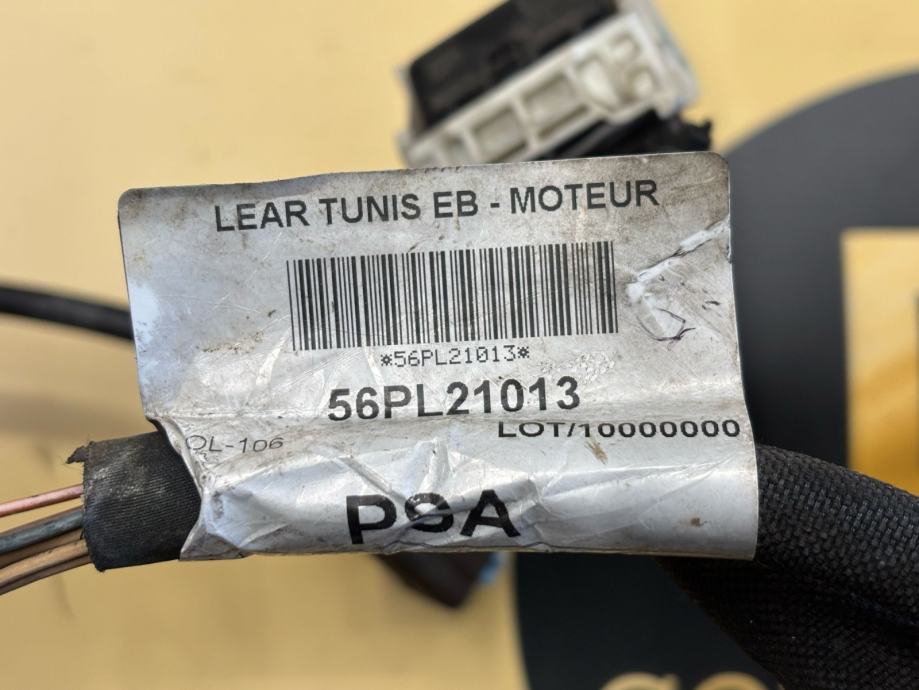 LEAR TUNIS EB - MOTEUR
*56PL21013*
56PL21013
OL-106
LOT/10000000
PSA